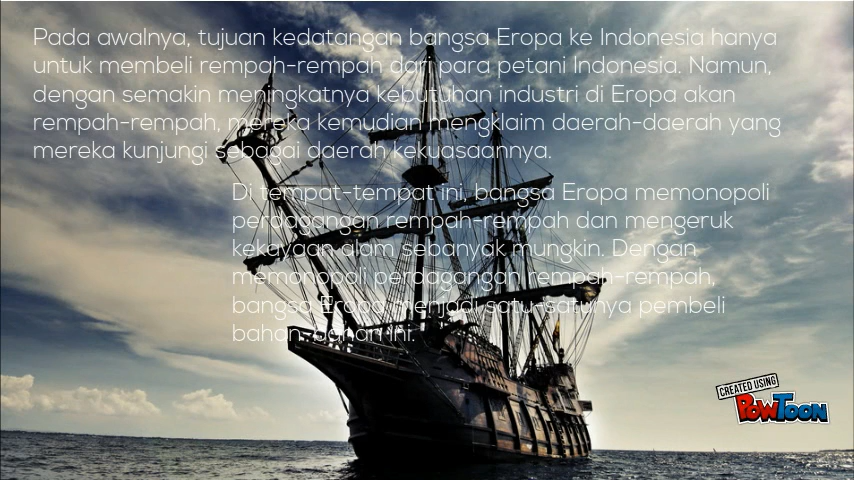 Pada awalnya, tujuan kedatangan bangsa Eropa ke Indonesia hanya
untuk membeli rempah-rempah dari para petani Indonesia. Namun,
dengan semakin meningkatnya kebutuhan industri di Eropa akan
rempah-rempah, mereka kemudian mengklaim daerah-daerah yang
mereka kunjungi sebagai daerah kekuasaannya.
Di tempat-tempat ini, bangsa Eropa memonopoli
perdagangan rempah-rempah dan mengeruk
kekayaan alam sebanyak mungkin. Dengan
memonopoli perdagangan rempah-rempah,
bangsa Eropa menjadi satu-satunya pembeli
bahan-bahan ini.
CREATED USING
POWTOON